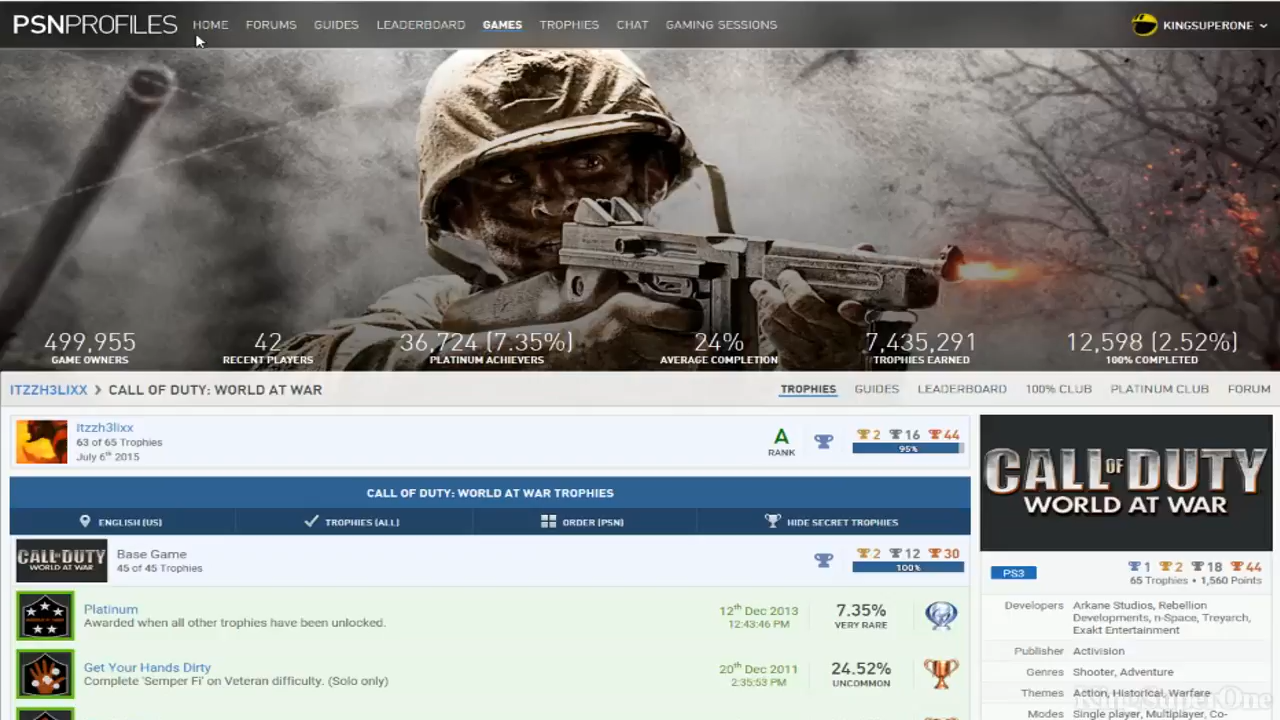 PSNPROFILES HOME FORUMS GUIDES LEADERBOARD GAMES TROPHIES CHAT GAMING SESSIONS KINGSUPERONE
499,955 42 36,724 (7.35%) 24% 7,435,291 12,598 (2.52%)
GAME OWNERS RECENT PLAYERS PLATINUM ACHIEVERS AVERAGE COMPLETION TROPHIES EARNED 100% COMPLETED
ITZZH3LIXX > CALL OF DUTY: WORLD AT WAR TROPHIES GUIDES LEADERBOARD 100% CLUB PLATINUM CLUB FORUM
Itzzh3lixx
63 of 65 Trophies
July 6th 2015
A
RANK
2 16 44
95%
CALL OF DUTY: WORLD AT WAR TROPHIES
ENGLISH (US) TROPHIES (ALL) ORDER (PSN) HIDE SECRET TROPHIES
CALL OF DUTY
WORLD AT WAR
Base Game
45 of 45 Trophies
2 12 30
100%
Platinum
Awarded when all other trophies have been unlocked.
12th Dec 2013
12:43:46 PM
7.35%
VERY RARE
Get Your Hands Dirty
Complete 'Semper Fi' on Veteran difficulty. (Solo only)
20th Dec 2011
2:35:53 PM
24.52%
UNCOMMON
CALL OF DUTY
WORLD AT WAR
PS3
1 2 18 44
65 Trophies • 1,560 Points
Developers Arkane Studios, Rebellion
Developments, n-Space, Treyarch,
Exakt Entertainment
Publisher Activision
Genres Shooter, Adventure
Themes Action, Historical, Warfare
Modes Single player, Multiplayer, Co-
KingSuperOne